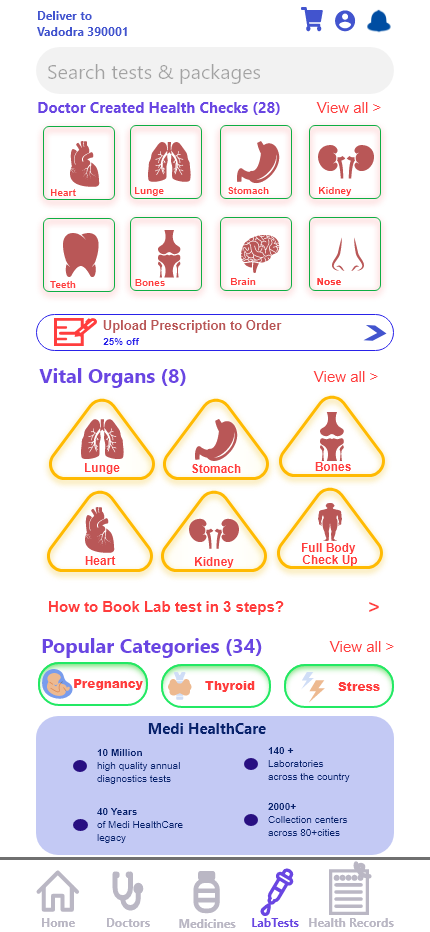 Deliver to
Vadodra 390001
Search tests & packages
Doctor Created Health Checks (28) View all >
Heart Lunge Stomach Kidney
Teeth Bones Brain Nose
Upload Prescription to Order
25% off
Vital Organs (8) View all >
Lunge Stomach Bones
Heart Kidney Full Body
Check Up
How to Book Lab test in 3 steps? >
Popular Categories (34) View all >
Pregnancy Thyroid Stress
Medi HealthCare
10 Million
high quality annual
diagnostics tests
140 +
Laboratories
across the country
40 Years
of Medi HealthCare
legacy
2000+
Collection centers
across 80+cities
Home Doctors Medicines LabTests Health Records